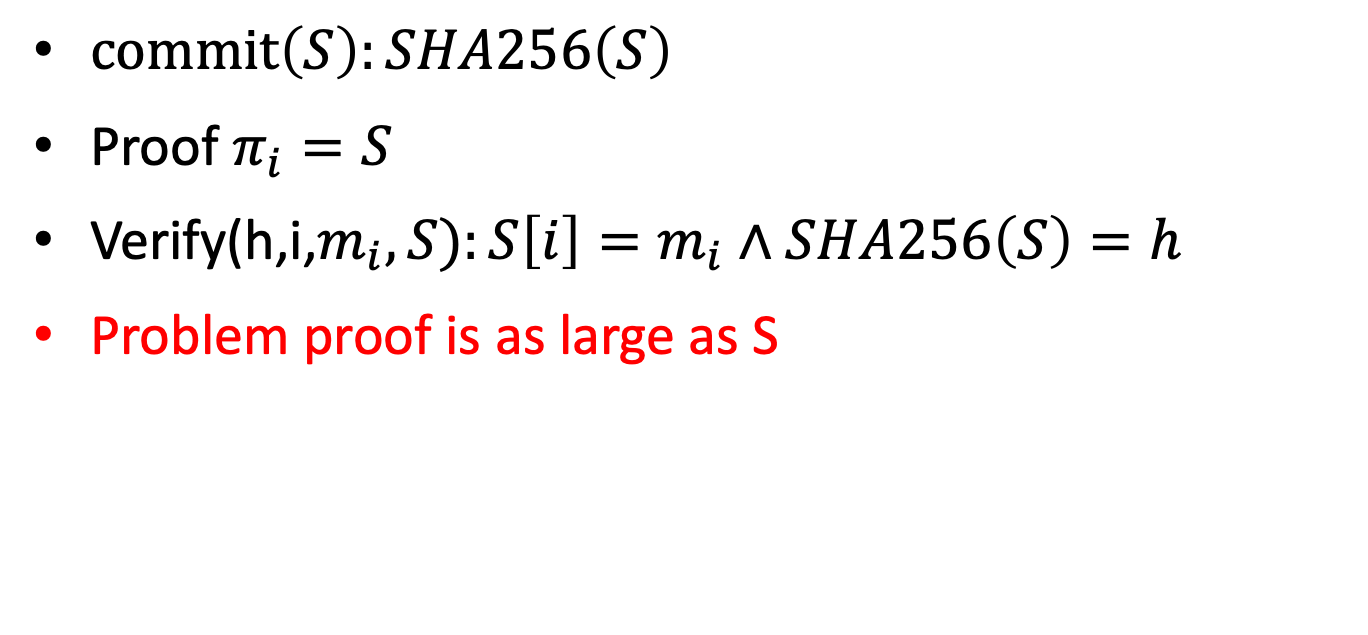 • commit(S): SHA256(S)
• Proof πᵢ = S
• Verify(h,i,mᵢ, S): S[i] = mᵢ ∧ SHA256(S) = h
• Problem proof is as large as S